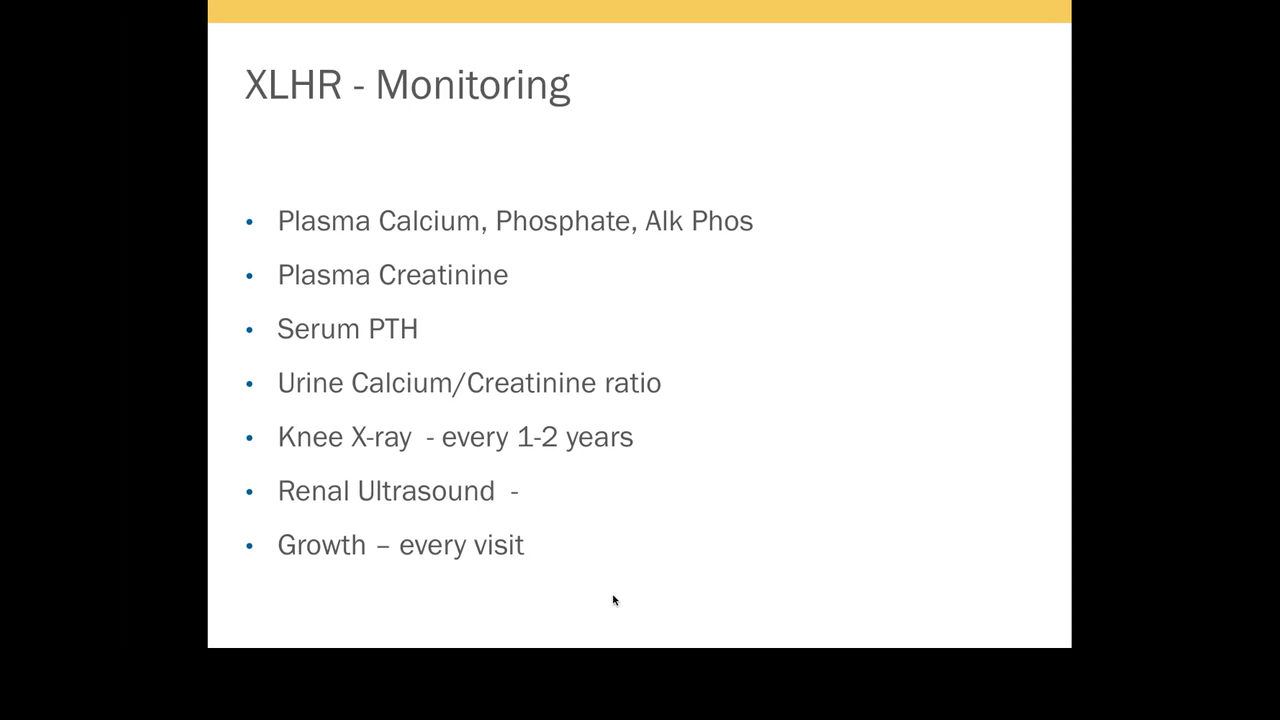 XLHR - Monitoring
• Plasma Calcium, Phosphate, Alk Phos
• Plasma Creatinine
• Serum PTH
• Urine Calcium/Creatinine ratio
• Knee X-ray  - every 1-2 years
• Renal Ultrasound  -
• Growth – every visit